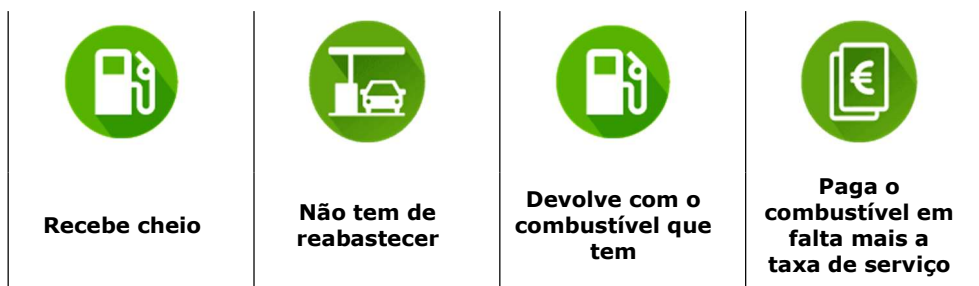 €
Recebe cheio
Não tem de
reabastecer
Devolve com o
combustível que
tem
Paga o
combustível em
falta mais a
taxa de serviço